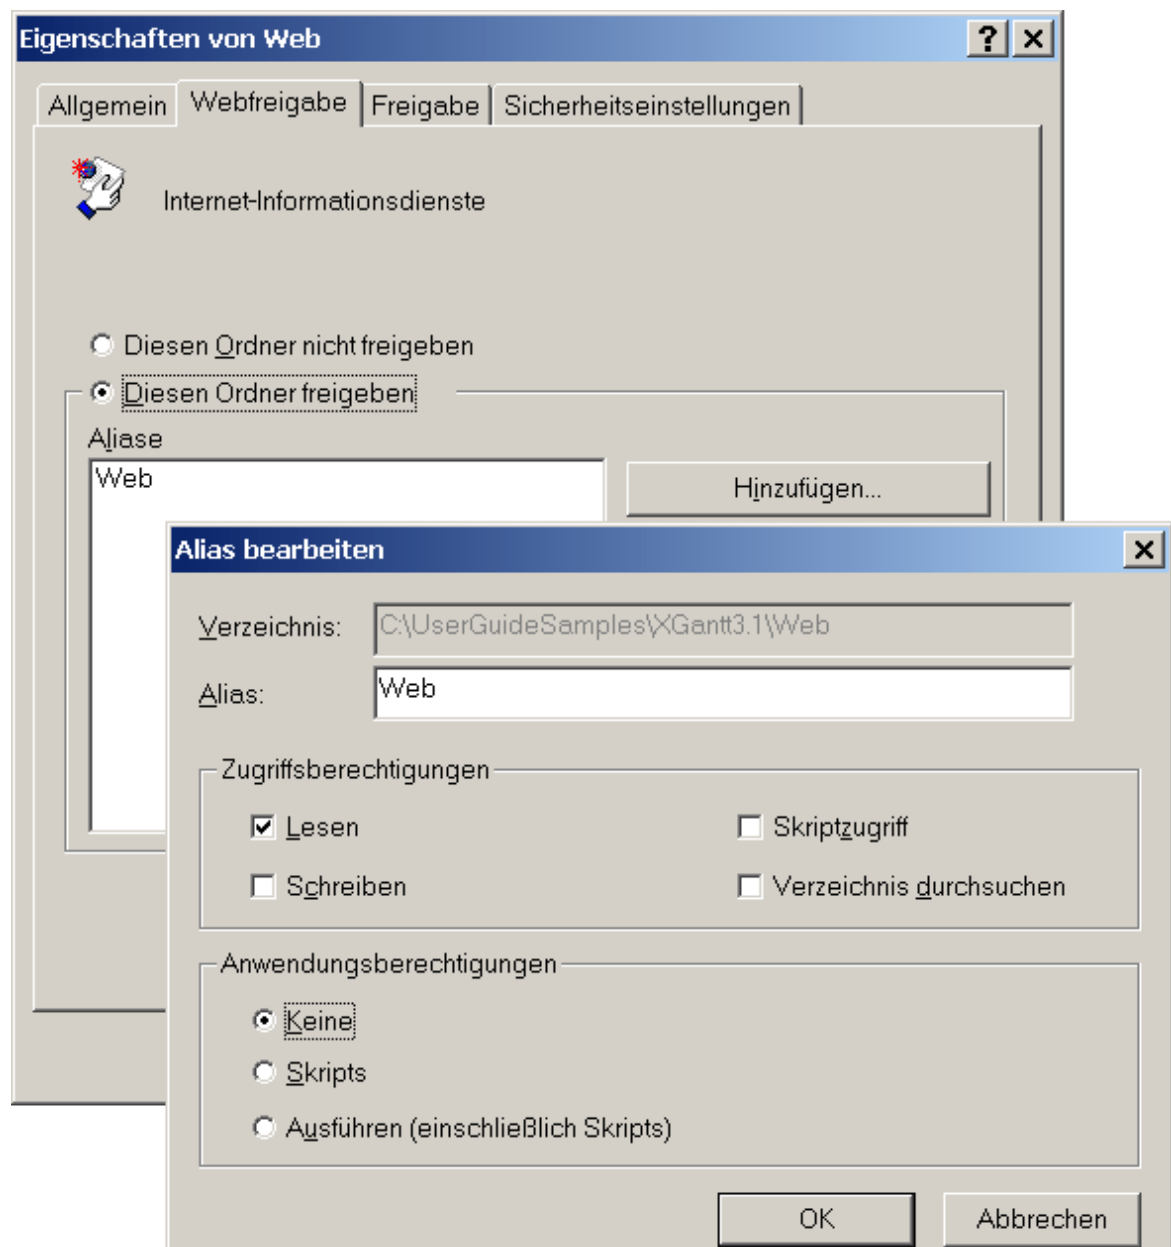 Eigenschaften von Web
Allgemein Webfreigabe Freigabe Sicherheitseinstellungen
Internet-Informationsdienste
Diesen Ordner nicht freigeben
Diesen Ordner freigeben
Aliase
Web
Hinzufügen...
Alias bearbeiten
Verzeichnis: C:\UserGuideSamples\XGantt3.1\Web
Alias: Web
Zugriffsberechtigungen
Lesen Skriptzugriff
Schreiben Verzeichnis durchsuchen
Anwendungsberechtigungen
Keine
Skripts
Ausführen (einschließlich Skripts)
OK Abbrechen